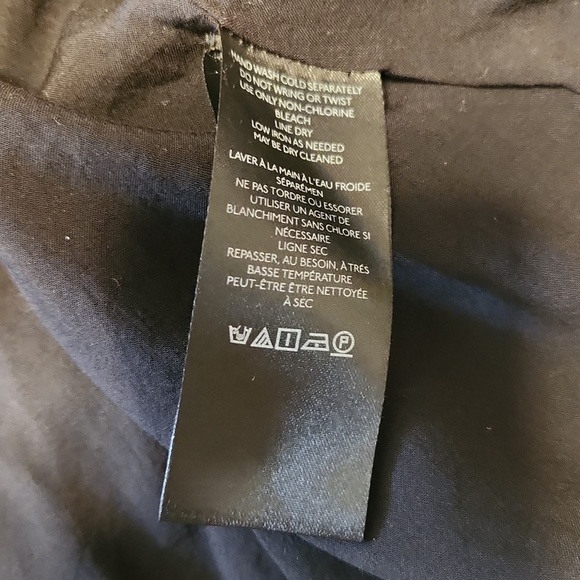 HAND WASH COLD SEPARATELY
DO NOT WRING OR TWIST
USE ONLY NON-CHLORINE
BLEACH
LINE DRY
LOW IRON AS NEEDED
MAY BE DRY CLEANED
LAVER À LA MAIN À L'EAU FROIDE
SÉPARÉMEN
NE PAS TORDRE OU ESSORER
UTILISER UN AGENT DE
BLANCHIMENT SANS CHLORE SI
NÉCESSAIRE
LIGNE SEC
REPASSER, AU BESOIN, À TRÉS
BASSE TEMPÉRATURE
PEUT-ÊTRE ÊTRE NETTOYÉE
À SEC
P